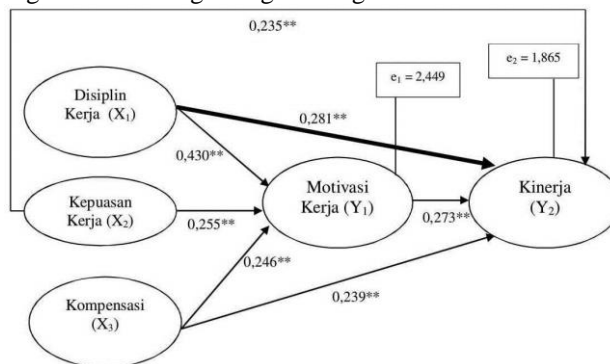 0,235**
e₁ = 2,449
e₂ = 1,865
Disiplin
Kerja (X₁)
0,281**
0,430**
Motivasi
Kerja (Y₁)
Kinerja
(Y₂)
Kepuasan
Kerja (X₂)
0,255**
0,273**
0,246**
0,239**
Kompensasi
(X₃)